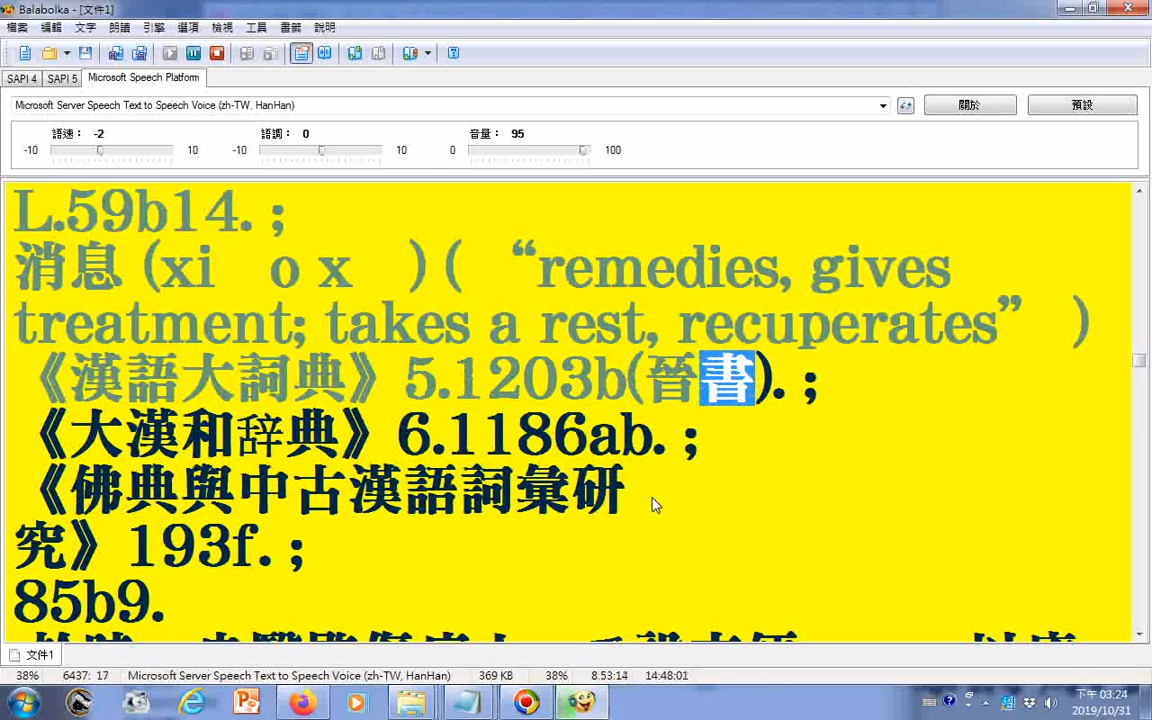 Balabolka - [文件1]
檔案 編輯 文字 朗讀 引擎 選項 檢視 工具 書籤 說明
SAPI 4 SAPI 5 Microsoft Speech Platform
Microsoft Server Speech Text to Speech Voice (zh-TW, HanHan) 關於 預設
語速： -2 語調： 0 音量： 95
-10 10 -10 10 0 100
L.59b14. ;
消息 (xi o x ) ( “remedies, gives
treatment; takes a rest, recuperates” )
《漢語大詞典》 5.1203b(晉書). ;
《大漢和辞典》 6.1186ab. ;
《佛典與中古漢語詞彙研
究》 193f. ;
85b9.
文件1
38% 6437: 17 Microsoft Server Speech Text to Speech Voice (zh-TW, HanHan) 369 KB 38% 8:53:14 14:48:01
下午 03:24
2019/10/31